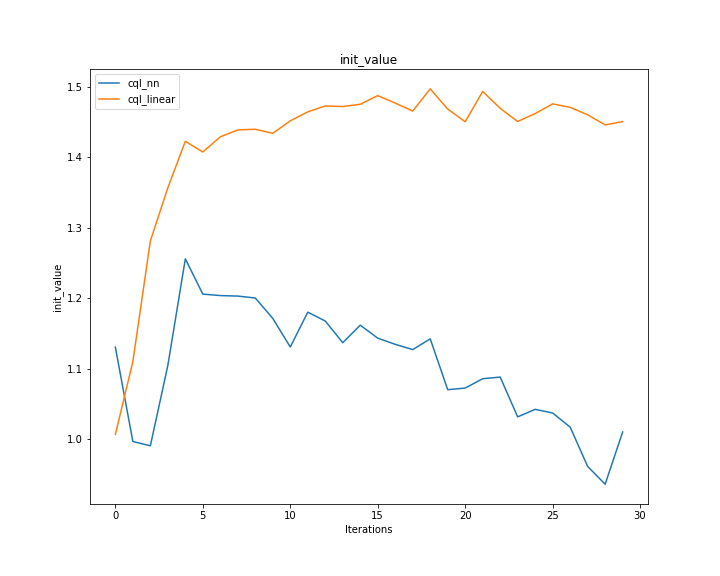 init_value
cql_nn
cql_linear
1.5
1.4
1.3
1.2
1.1
1.0
init_value
0 5 10 15 20 25 30
Iterations